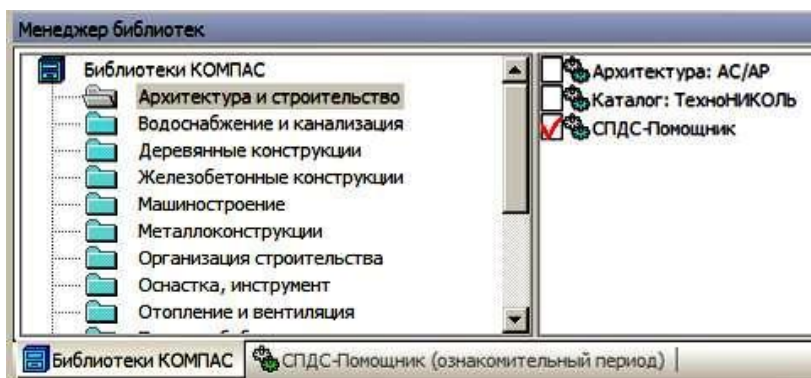 Менеджер библиотек
Библиотеки КОМПАС
Архитектура и строительство
Водоснабжение и канализация
Деревянные конструкции
Железобетонные конструкции
Машиностроение
Металлоконструкции
Организация строительства
Оснастка, инструмент
Отопление и вентиляция
Архитектура: АС/АР
Каталог: ТехноНИКОЛЬ
СПДС-Помощник
Библиотеки КОМПАС
СПДС-Помощник (ознакомительный период)